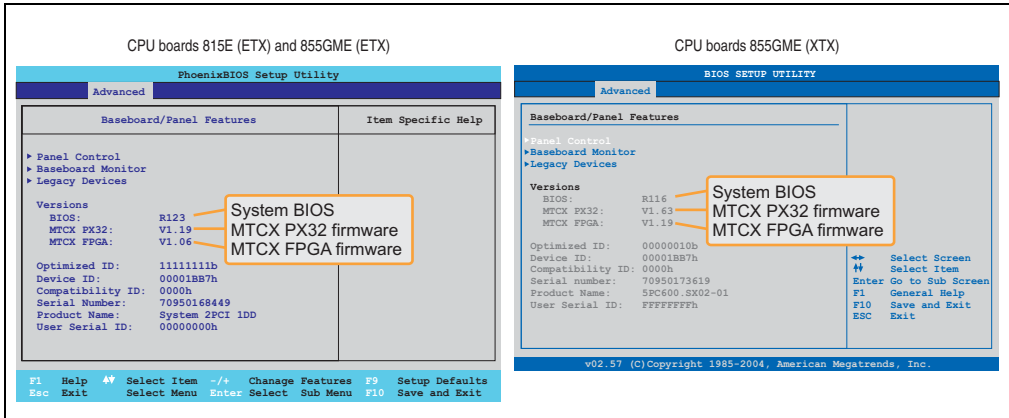 CPU boards 815E (ETX) and 855GME (ETX)
PhoenixBIOS Setup Utility
Advanced
Baseboard/Panel Features
Item Specific Help
Panel Control
Baseboard Monitor
Legacy Devices
Versions
BIOS: R123
MTCX PX32: V1.19
MTCX FPGA: V1.06
System BIOS
MTCX PX32 firmware
MTCX FPGA firmware
Optimized ID: 11111111b
Device ID: 00001BB7h
Compatibility ID: 0000h
Serial Number: 70950168449
Product Name: System 2PCI 1DD
User Serial ID: 00000000h
F1 Help Select Item -/+ Chanage Features F9 Setup Defaults
Esc Exit Select Menu Enter Select Sub Menu F10 Save and Exit
CPU boards 855GME (XTX)
BIOS SETUP UTILITY
Advanced
Baseboard/Panel Features
Panel Control
Baseboard Monitor
Legacy Devices
Versions
BIOS: R116
MTCX PX32: V1.63
MTCX FPGA: V1.19
System BIOS
MTCX PX32 firmware
MTCX FPGA firmware
Optimized ID: 00000010b
Device ID: 00001BB7h
Compatibility ID: 0000h
Serial number: 70950173619
Product Name: 5PC600.SX02-01
User Serial ID: FFFFFFFFh
Select Screen
Select Item
Enter Go to Sub Screen
F1 General Help
F10 Save and Exit
ESC Exit
v02.57 (C)Copyright 1985-2004, American Megatrends, Inc.